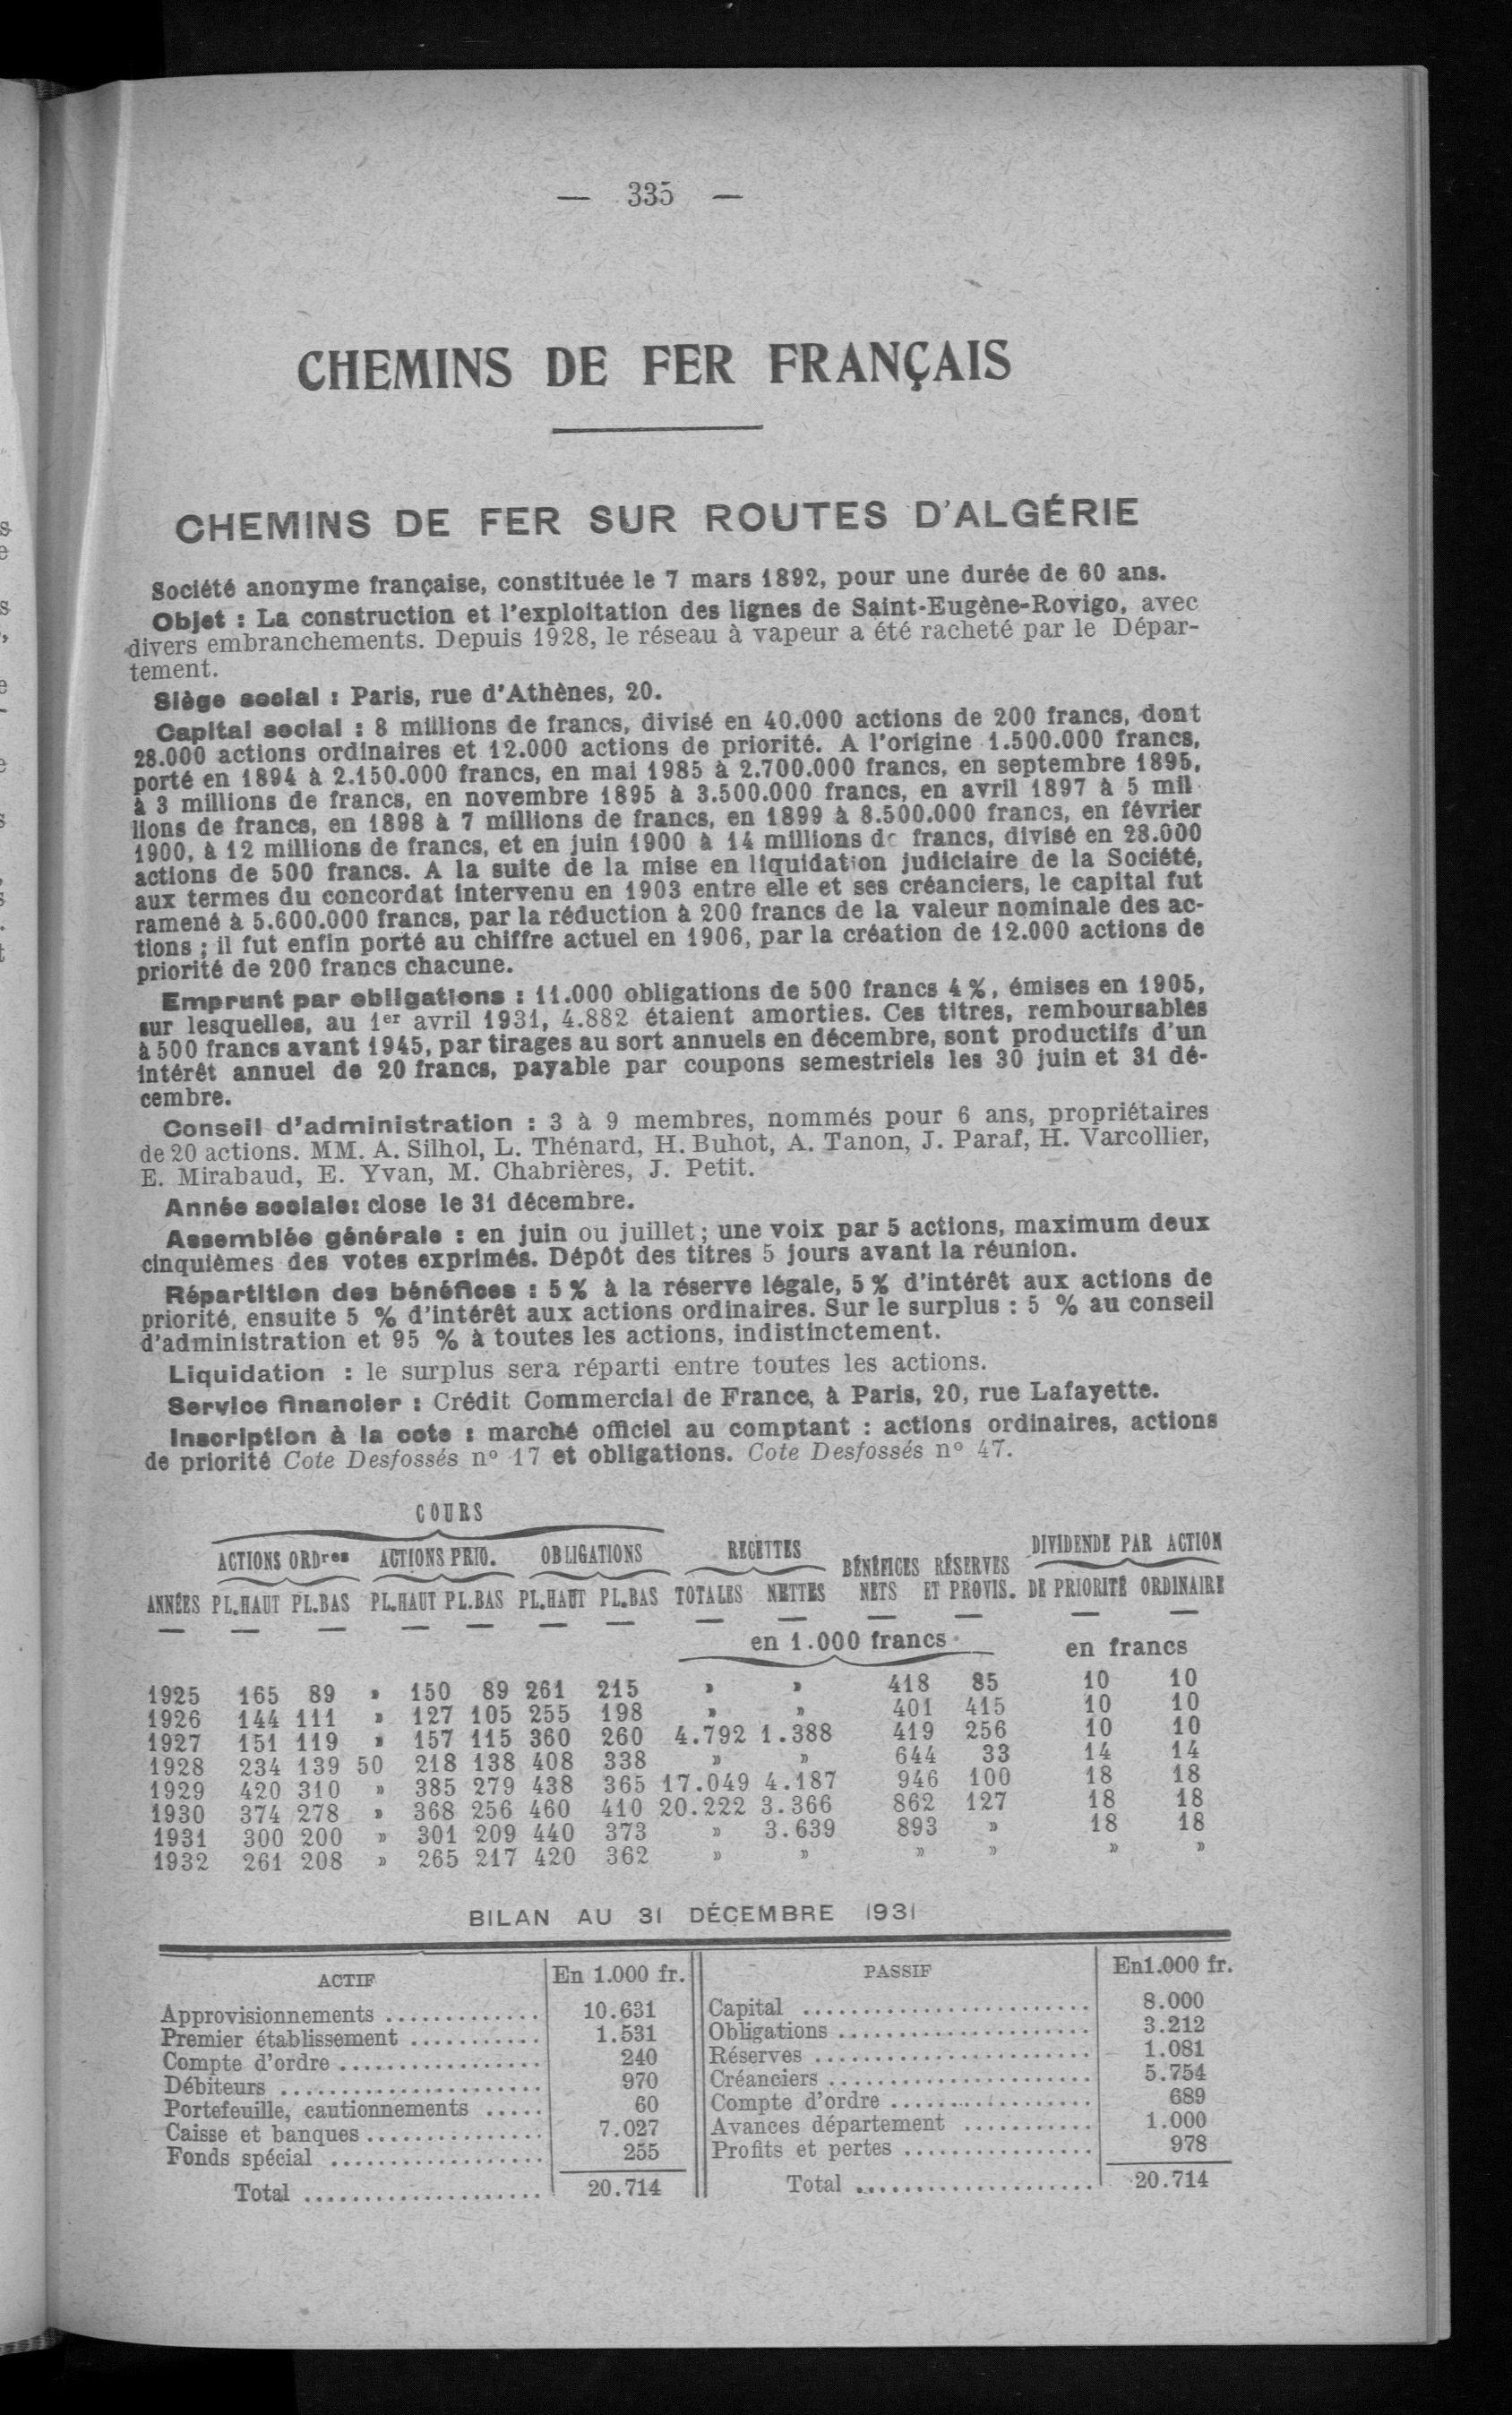 — 335 —
CHEMINS DE FER FRANÇAIS
CHEMINS DE FER SUR ROUTES D'ALGÉRIE
Société anonyme française, constituée le 7 mars 1892, pour une durée de 60 ans.
Objet : La construction et l'exploitation des lignes de Saint-Eugène-Rovigo, avec
divers embranchements. Depuis 1928, le réseau à vapeur a été racheté par le Dépar-
tement.
Siège social : Paris, rue d'Athènes, 20.
Capital social : 8 millions de francs, divisé en 40.000 actions de 200 francs, dont
28.000 actions ordinaires et 12.000 actions de priorité. A l'origine 1.500.000 francs,
porté en 1894 à 2.150.000 francs, en mai 1985 à 2.700.000 francs, en septembre 1895,
à 3 millions de francs, en novembre 1895 à 3.500.000 francs, en avril 1897 à 5 mil-
lions de francs, en 1898 à 7 millions de francs, en 1899 à 8.500.000 francs, en février
1900, à 12 millions de francs, et en juin 1900 à 14 millions de francs, divisé en 28.000
actions de 500 francs. A la suite de la mise en liquidation judiciaire de la Société,
aux termes du concordat intervenu en 1903 entre elle et ses créanciers, le capital fut
ramené à 5.600.000 francs, par la réduction à 200 francs de la valeur nominale des ac-
tions ; il fut enfin porté au chiffre actuel en 1906, par la création de 12.000 actions de
priorité de 200 francs chacune.
Emprunt par obligations : 11.000 obligations de 500 francs 4 %, émises en 1905,
sur lesquelles, au 1er avril 1931, 4.882 étaient amorties. Ces titres, remboursables
à 500 francs avant 1945, par tirages au sort annuels en décembre, sont productifs d'un
intérêt annuel de 20 francs, payable par coupons semestriels les 30 juin et 31 dé-
cembre.
Conseil d'administration : 3 à 9 membres, nommés pour 6 ans, propriétaires
de 20 actions. MM. A. Silhol, L. Thénard, H. Buhot, A. Tanon, J. Paraf, H. Varcollier,
E. Mirabaud, E. Yvan, M. Chabrières, J. Petit.
Année sociale: close le 31 décembre.
Assemblée générale : en juin ou juillet ; une voix par 5 actions, maximum deux
cinquièmes des votes exprimés. Dépôt des titres 5 jours avant la réunion.
Répartition des bénéfices : 5 % à la réserve légale, 5 % d'intérêt aux actions de
priorité, ensuite 5 % d'intérêt aux actions ordinaires. Sur le surplus : 5 % au conseil
d'administration et 95 % à toutes les actions, indistinctement.
Liquidation : le surplus sera réparti entre toutes les actions.
Service financier : Crédit Commercial de France, à Paris, 20, rue Lafayette.
Inscription à la cote : marché officiel au comptant : actions ordinaires, actions
de priorité Cote Desfossés n° 17 et obligations. Cote Desfossés n° 47.
COURS
ACTIONS ORDres ACTIONS PRIO. OBLIGATIONS RECETTES BÉNÉFICES RÉSERVES DIVIDENDE PAR ACTION
ANNÉES PL.HAUT PL.BAS PL.HAUT PL.BAS PL.HAUT PL.BAS TOTALES NETTES NETS ET PROVIS. DE PRIORITÉ ORDINAIRE
— — — — — — — — — — — — —
en 1.000 francs en francs
1925 165 89 » 150 89 261 215 » » 418 85 10 10
1926 144 111 » 127 105 255 198 » » 401 415 10 10
1927 151 119 » 157 115 360 260 4.792 1.388 419 256 10 10
1928 234 139 50 218 138 408 338 » » 644 33 14 14
1929 420 310 » 385 279 438 365 17.049 4.187 946 100 18 18
1930 374 278 » 368 256 460 410 20.222 3.366 862 127 18 18
1931 300 200 » 301 209 440 373 » 3.639 893 » 18 18
1932 261 208 » 265 217 420 362 » » » » » »
BILAN AU 31 DÉCEMBRE 1931
ACTIF En 1.000 fr. PASSIF En1.000 fr.
Approvisionnements ............. 10.631 Capital ........................ 8.000
Premier établissement ........... 1.531 Obligations ..................... 3.212
Compte d'ordre ................. 240 Réserves ....................... 1.081
Débiteurs ...................... 970 Créanciers ...................... 5.754
Portefeuille, cautionnements ..... 60 Compte d'ordre ................. 689
Caisse et banques ............... 7.027 Avances département ........... 1.000
Fonds spécial .................. 255 Profits et pertes ................ 978
Total .................... 20.714 Total .................... 20.714